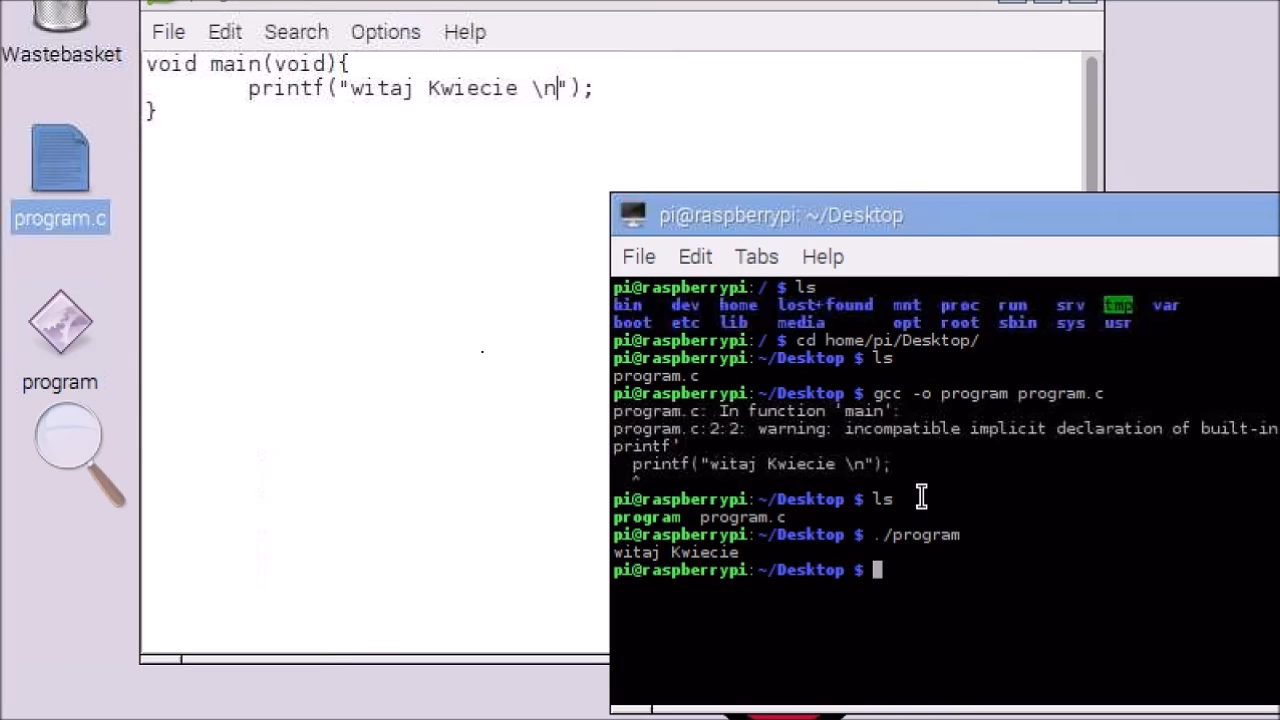 Wastebasket
program.c
program
File Edit Search Options Help
void main(void){
printf("witaj Kwiecie \n");
}
pi@raspberrypi: ~/Desktop
File Edit Tabs Help
pi@raspberrypi:/ $ ls
bin dev home lost+found mnt proc run srv tmp var
boot etc lib media opt root sbin sys usr
pi@raspberrypi:/ $ cd home/pi/Desktop/
pi@raspberrypi:~/Desktop $ ls
program.c
pi@raspberrypi:~/Desktop $ gcc -o program program.c
program.c: In function 'main':
program.c:2:2: warning: incompatible implicit declaration of built-in
printf'
printf("witaj Kwiecie \n");
^
pi@raspberrypi:~/Desktop $ ls
program program.c
pi@raspberrypi:~/Desktop $ ./program
witaj Kwiecie
pi@raspberrypi:~/Desktop $